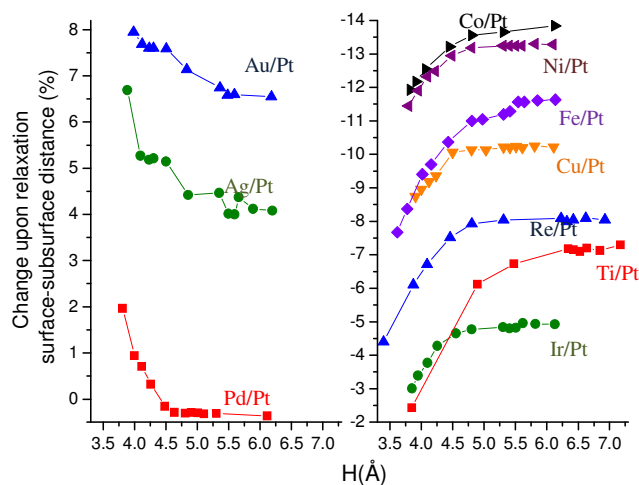 Change upon relaxation
surface-subsurface distance (%)
8
7
6
5
4
3
2
1
0
Au/Pt
Ag/Pt
Pd/Pt
3.5 4.0 4.5 5.0 5.5 6.0 6.5 7.0
-14
-13
-12
-11
-10
-9
-8
-7
-6
-5
-4
-3
-2
Co/Pt
Ni/Pt
Fe/Pt
Cu/Pt
Re/Pt
Ti/Pt
Ir/Pt
3.5 4.0 4.5 5.0 5.5 6.0 6.5 7.0
H(Å)